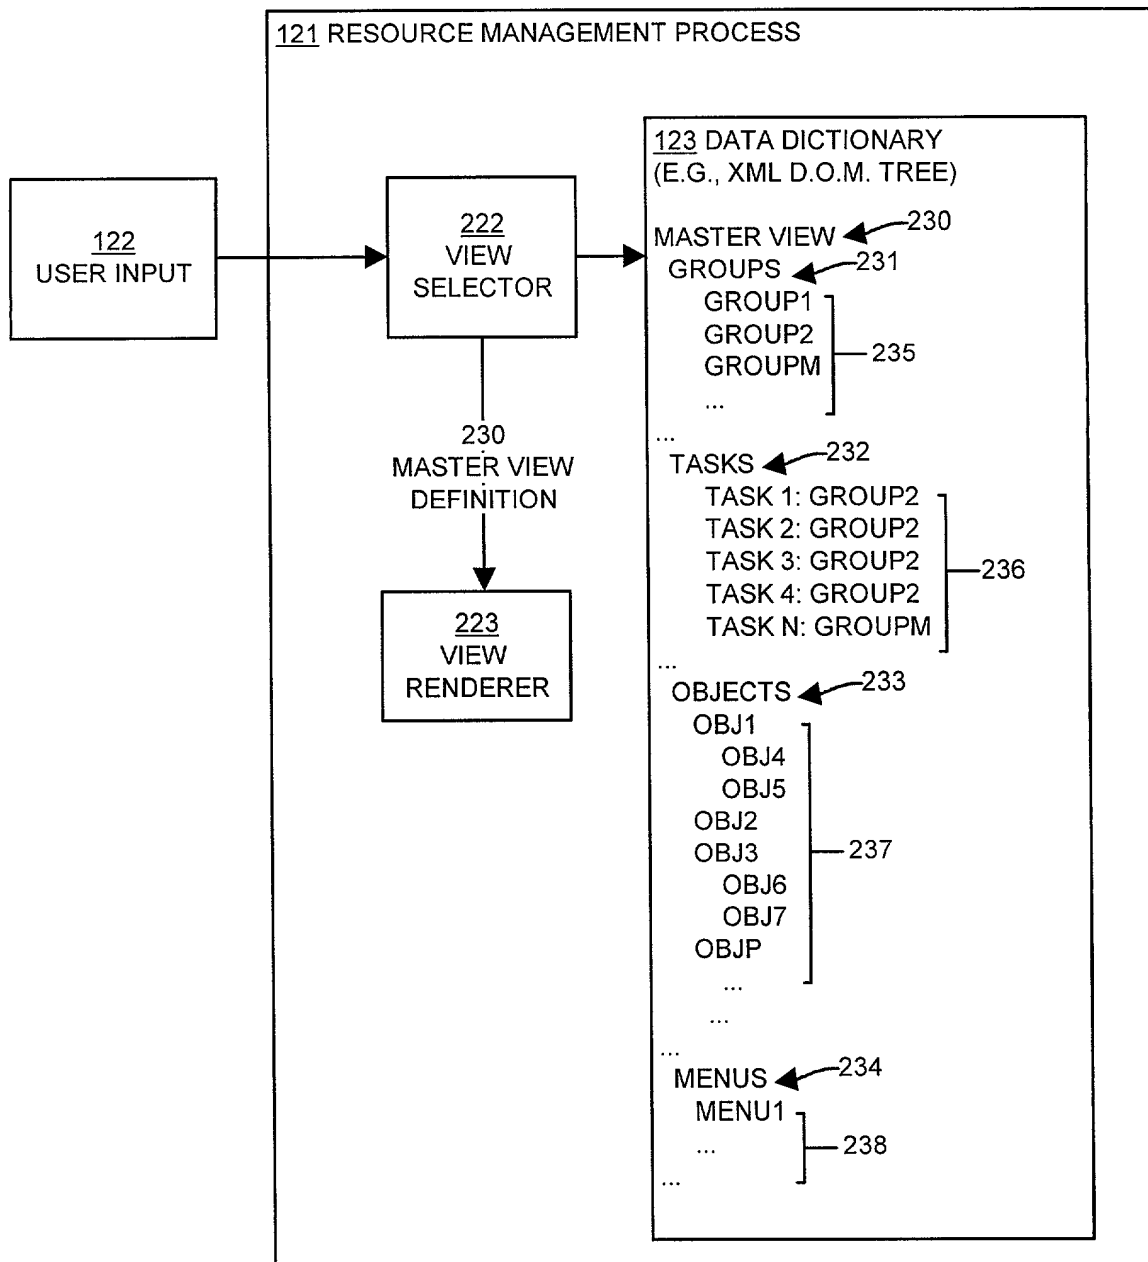 121 RESOURCE MANAGEMENT PROCESS
122
USER INPUT
222
VIEW
SELECTOR
230
MASTER VIEW
DEFINITION
223
VIEW
RENDERER
123 DATA DICTIONARY
(E.G., XML D.O.M. TREE)
MASTER VIEW 230
GROUPS 231
GROUP1
GROUP2
GROUPM
...
235
...
TASKS 232
TASK 1: GROUP2
TASK 2: GROUP2
TASK 3: GROUP2
TASK 4: GROUP2
TASK N: GROUPM
236
...
OBJECTS 233
OBJ1
OBJ4
OBJ5
OBJ2
OBJ3
OBJ6
OBJ7
OBJP
...
237
...
...
MENUS 234
MENU1
...
238
...